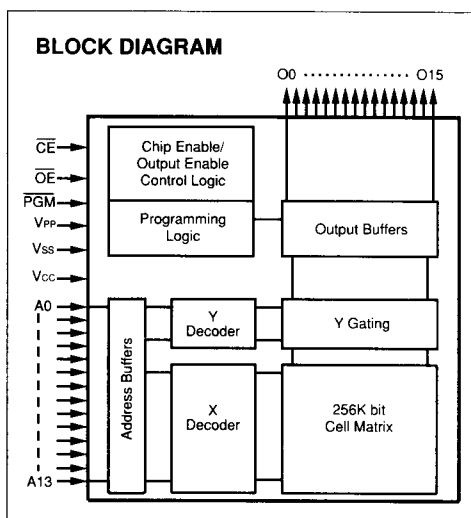 BLOCK DIAGRAM
O0 ................ O15
CE
OE
PGM
VPP
VSS
VCC
A0
A13
Chip Enable/
Output Enable
Control Logic
Programming
Logic
Output Buffers
Address Buffers
Y
Decoder
Y Gating
X
Decoder
256K bit
Cell Matrix